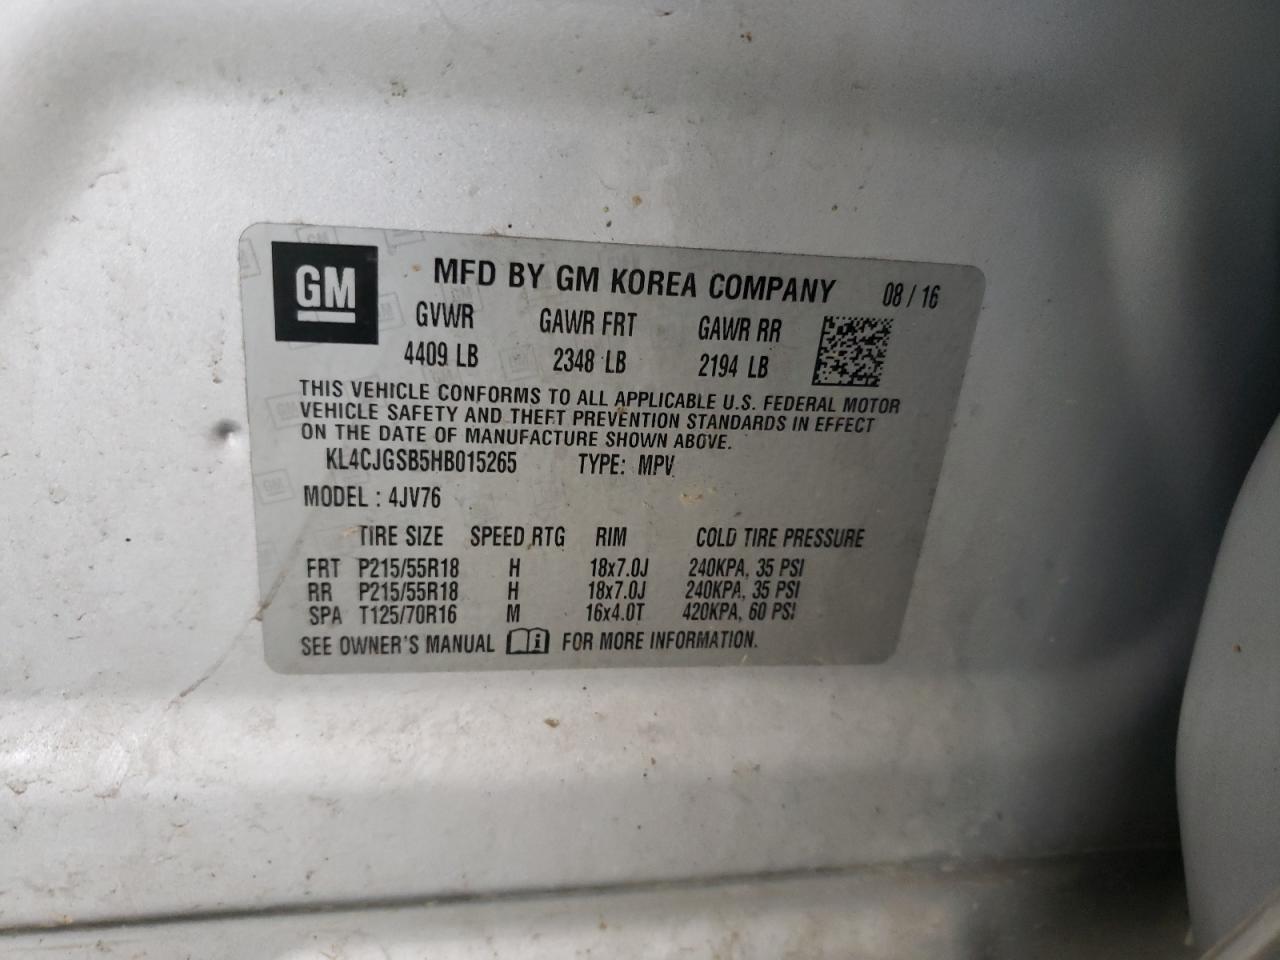 GM
MFD BY GM KOREA COMPANY 08 / 16
GVWR GAWR FRT GAWR RR
4409 LB 2348 LB 2194 LB
THIS VEHICLE CONFORMS TO ALL APPLICABLE U.S. FEDERAL MOTOR
VEHICLE SAFETY AND THEFT PREVENTION STANDARDS IN EFFECT
ON THE DATE OF MANUFACTURE SHOWN ABOVE.
KL4CJGSB5HB015265 TYPE: MPV
MODEL : 4JV76
TIRE SIZE SPEED RTG RIM COLD TIRE PRESSURE
FRT P215/55R18 H 18x7.0J 240KPA, 35 PSI
RR P215/55R18 H 18x7.0J 240KPA, 35 PSI
SPA T125/70R16 M 16x4.0T 420KPA, 60 PSI
SEE OWNER'S MANUAL i FOR MORE INFORMATION.